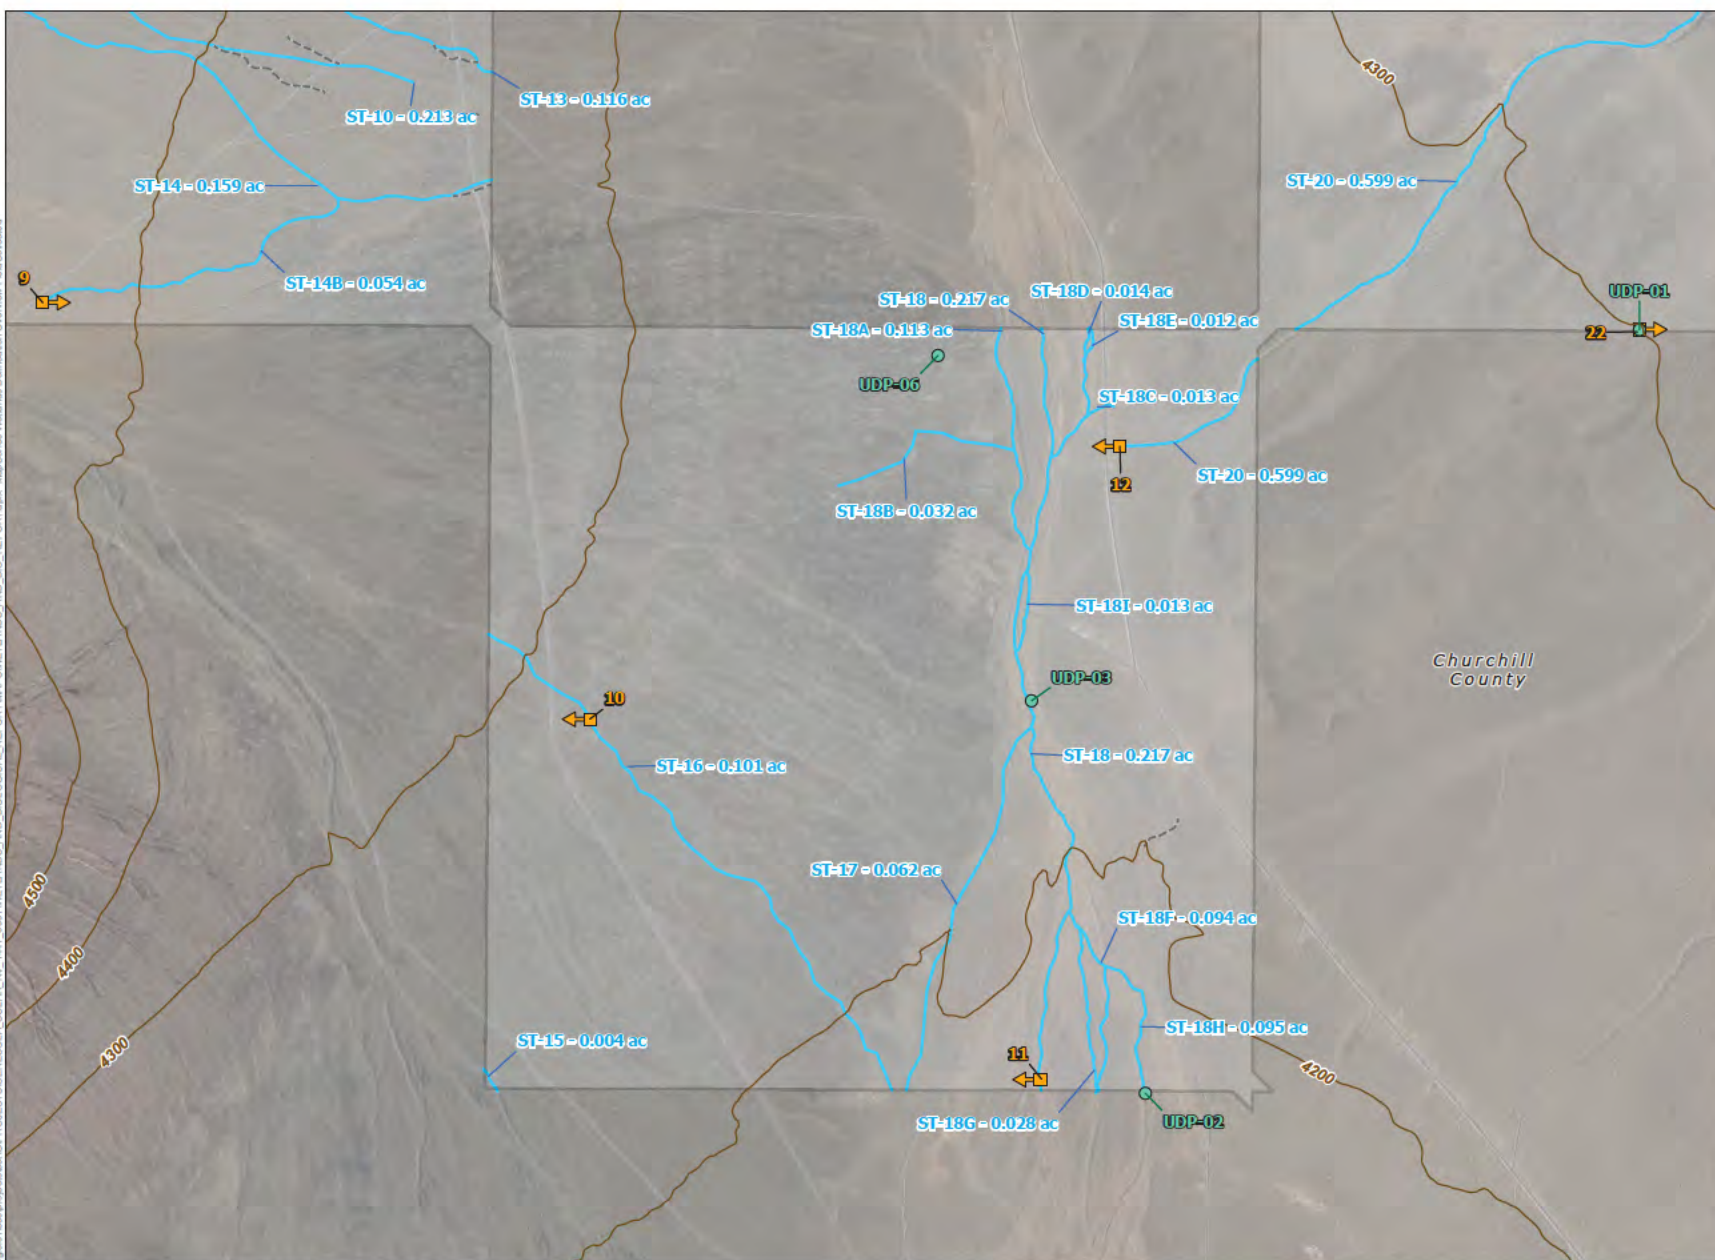 4300
ST-13 - 0.116 ac
ST-10 - 0.213 ac
ST-14 - 0.159 ac
ST-20 - 0.599 ac
9
ST-14B - 0.054 ac
UDP-01
ST-18 - 0.217 ac
ST-18D - 0.014 ac
ST-18A - 0.113 ac
ST-18E - 0.012 ac
22
UDP-06
ST-18C - 0.013 ac
ST-20 - 0.599 ac
12
ST-18B - 0.032 ac
ST-18I - 0.013 ac
Churchill
County
UDP-03
10
ST-18 - 0.217 ac
ST-16 - 0.101 ac
ST-17 - 0.062 ac
4500
ST-18F - 0.094 ac
4400
ST-18H - 0.095 ac
ST-15 - 0.004 ac
4300
11
4200
ST-18G - 0.028 ac
UDP-02